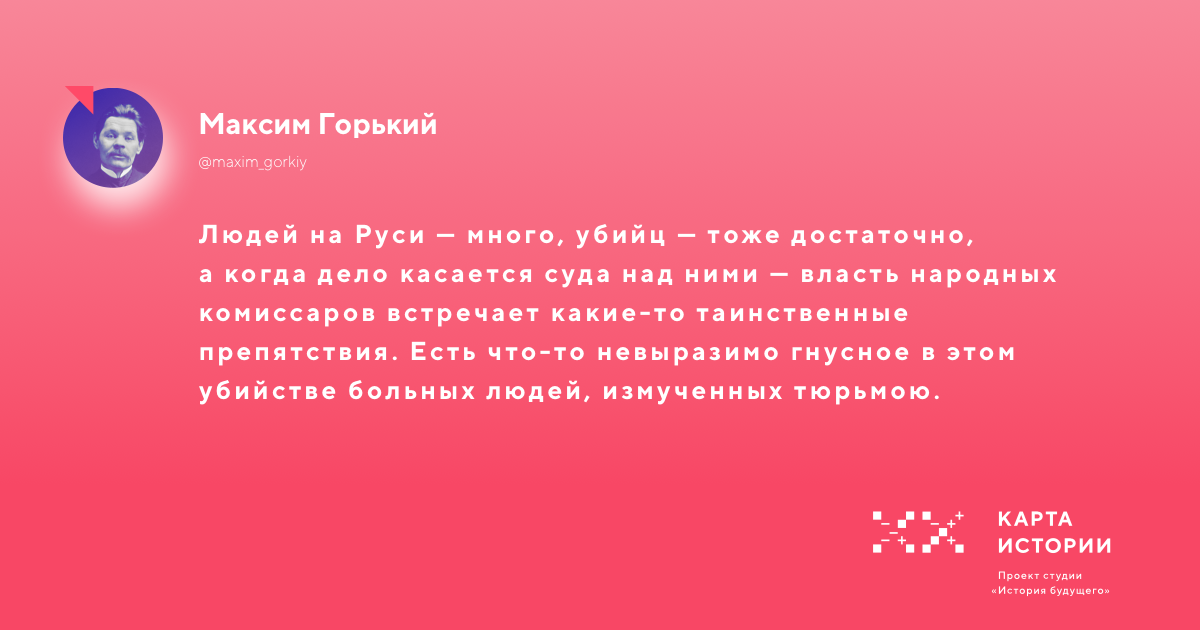 Максим Горький
@maxim_gorkiy
Людей на Руси — много, убийц — тоже достаточно,
а когда дело касается суда над ними — власть народных
комиссаров встречает какие-то таинственные
препятствия. Есть что-то невыразимо гнусное в этом
убийстве больных людей, измученных тюрьмою.
КАРТА
ИСТОРИИ
Проект студии
«История будущего»